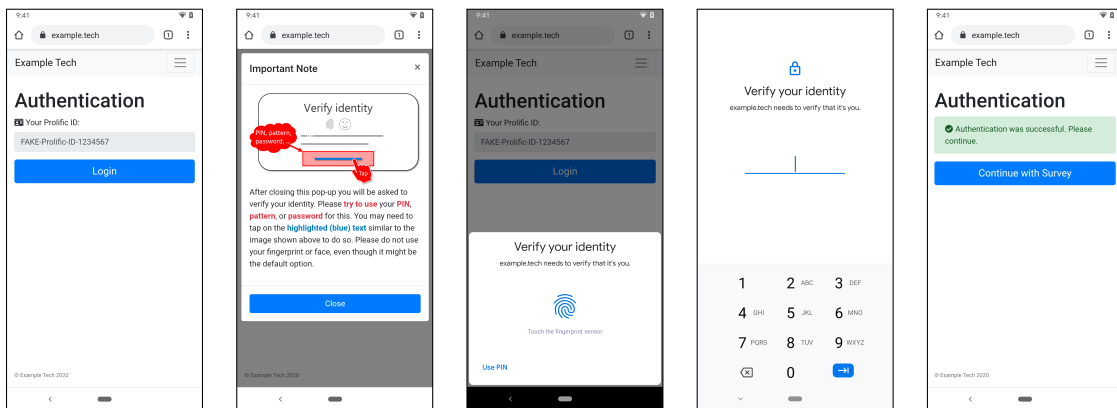 9:41
example.tech
1
Example Tech
Authentication
Your Prolific ID:
FAKE-Prolific-ID-1234567
Login
© Example Tech 2020
9:41
example.tech
1
Important Note ×
Verify identity
PIN, pattern,
password, ...
Tap
After closing this pop-up you will be asked to
verify your identity. Please try to use your PIN,
pattern, or password for this. You may need to
tap on the highlighted (blue) text similar to the
image shown above to do so. Please do not use
your fingerprint or face, even though it might be
the default option.
Close
© Example Tech 2020
9:41
example.tech
1
Example Tech
Authentication
Your Prolific ID:
FAKE-Prolific-ID-1234567
Login
Verify your identity
example.tech needs to verify that it's you.
Touch the fingerprint sensor
Use PIN
Verify your identity
example.tech needs to verify that it's you.
1 2 ABC 3 DEF
4 GHI 5 JKL 6 MNO
7 PQRS 8 TUV 9 WXYZ
0
9:41
example.tech
1
Example Tech
Authentication
Authentication was successful. Please
continue.
Continue with Survey
© Example Tech 2020